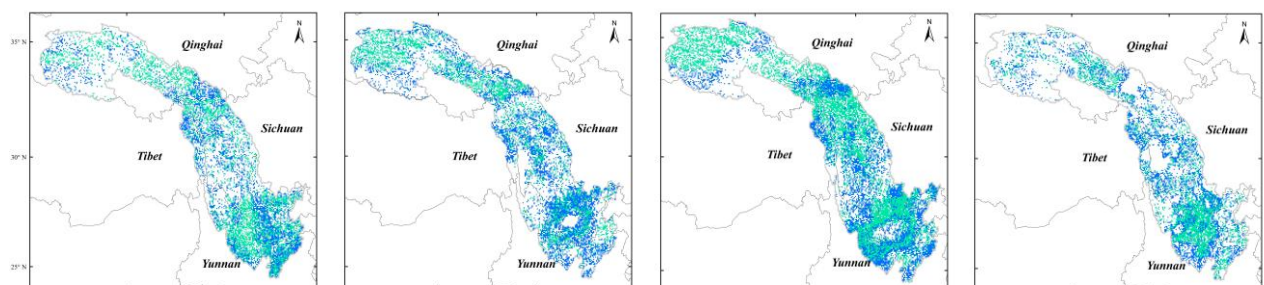 N N N N
35° N Qinghai Qinghai Qinghai Qinghai
Sichuan Sichuan Sichuan Sichuan
30° N Tibet Tibet Tibet Tibet
25° N Yunnan Yunnan Yunnan Yunnan